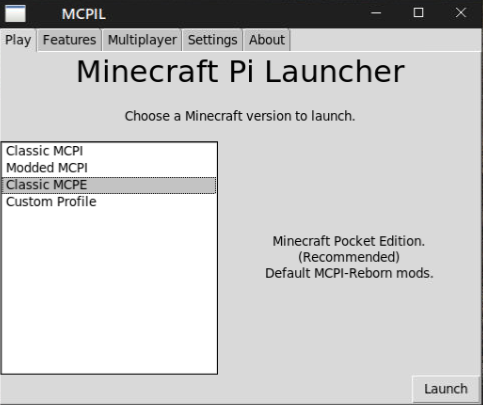 MCPIL
Play Features Multiplayer Settings About
Minecraft Pi Launcher
Choose a Minecraft version to launch.
Classic MCPI
Modded MCPI
Classic MCPE
Custom Profile
Minecraft Pocket Edition.
(Recommended)
Default MCPI-Reborn mods.
Launch